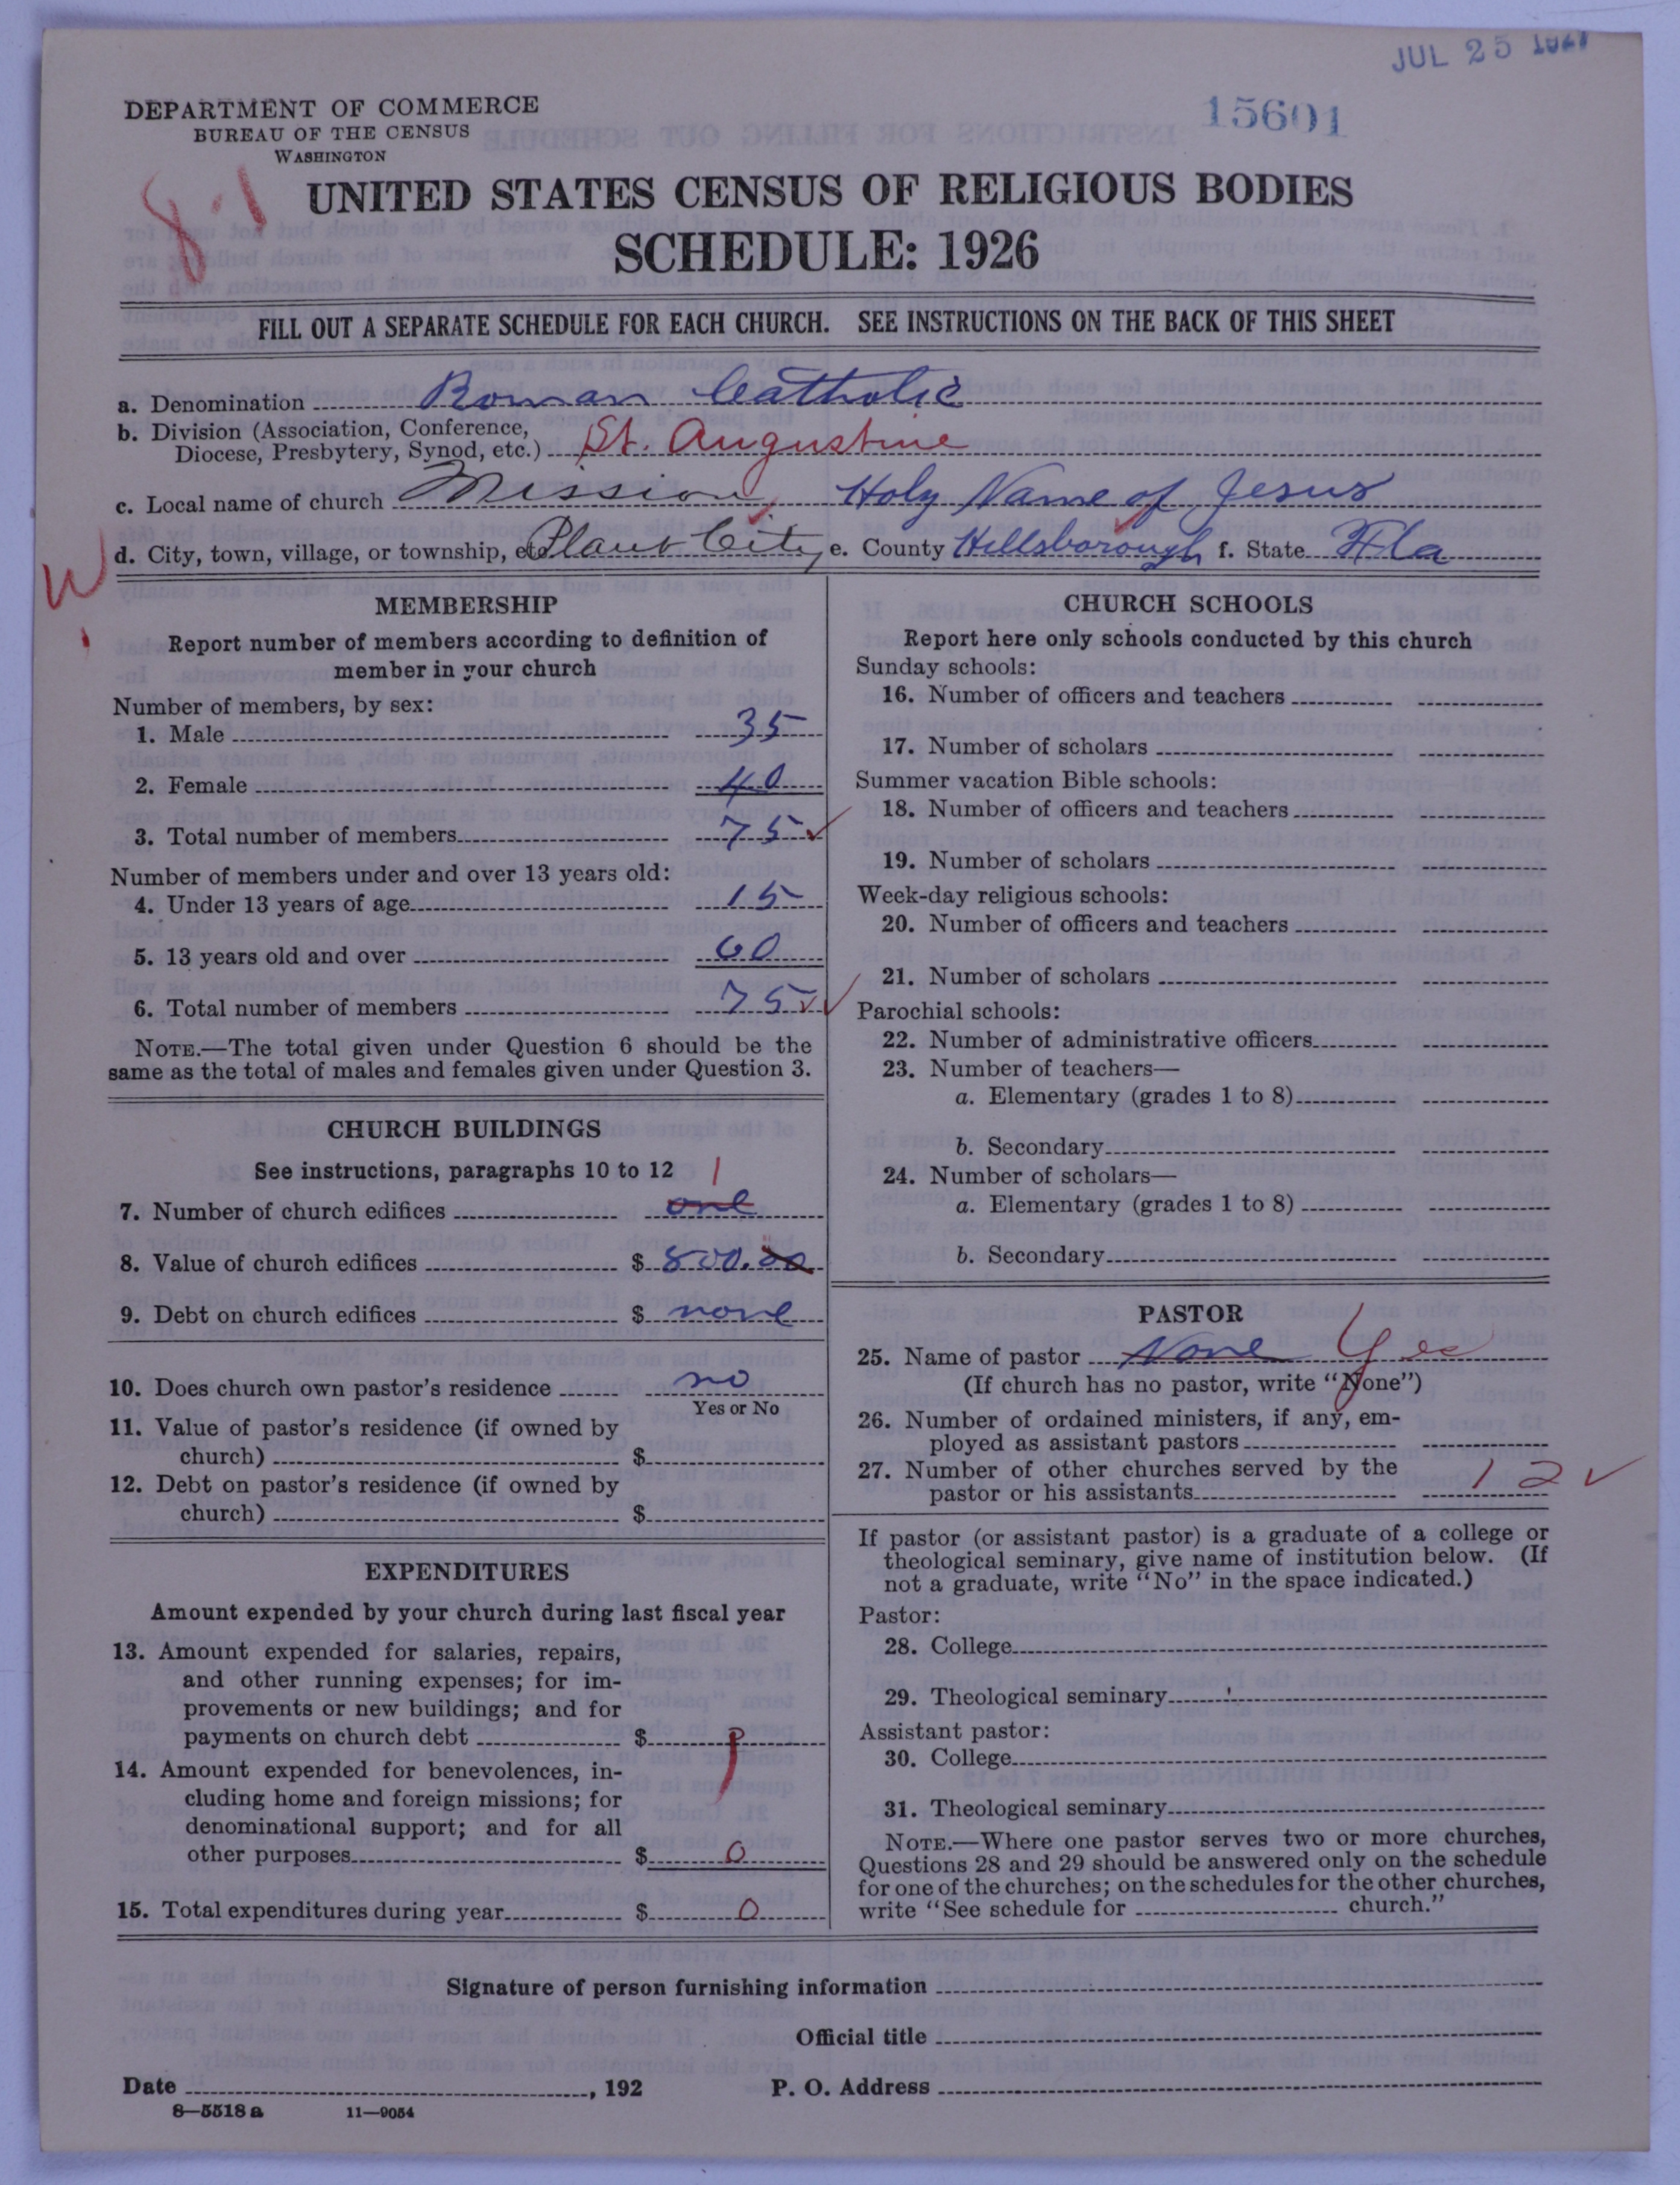 JUL 25 1927
15601
DEPARTMENT OF COMMERCE
BUREAU OF THE CENSUS
WASHINGTON
8-1
UNITED STATES CENSUS OF RELIGIOUS BODIES
SCHEDULE: 1926
FILL OUT A SEPARATE SCHEDULE FOR EACH CHURCH. SEE INSTRUCTIONS ON THE BACK OF THIS SHEET
a. Denomination Roman Catholic
b. Division (Association, Conference,
Diocese, Presbytery, Synod, etc.) St. Augustine
c. Local name of church Mission, Holy Name of Jesus
d. City, town, village, or township, etc Plant City e. County Hillsborough f. State Fla
W
MEMBERSHIP
Report number of members according to definition of
member in your church
Number of members, by sex:
1. Male 35
2. Female 40
3. Total number of members 75 ✓
Number of members under and over 13 years old:
4. Under 13 years of age 15
5. 13 years old and over 60
6. Total number of members 75 ✓✓
NOTE.—The total given under Question 6 should be the
same as the total of males and females given under Question 3.
CHURCH BUILDINGS
See instructions, paragraphs 10 to 12
1
7. Number of church edifices one
8. Value of church edifices $ 800.00
9. Debt on church edifices $ none
10. Does church own pastor's residence no
Yes or No
11. Value of pastor's residence (if owned by
church) $
12. Debt on pastor's residence (if owned by
church) $
EXPENDITURES
Amount expended by your church during last fiscal year
13. Amount expended for salaries, repairs,
and other running expenses; for im-
provements or new buildings; and for
payments on church debt $
14. Amount expended for benevolences, in-
cluding home and foreign missions; for
denominational support; and for all
other purposes $ 0
15. Total expenditures during year $ 0
CHURCH SCHOOLS
Report here only schools conducted by this church
Sunday schools:
16. Number of officers and teachers
17. Number of scholars
Summer vacation Bible schools:
18. Number of officers and teachers
19. Number of scholars
Week-day religious schools:
20. Number of officers and teachers
21. Number of scholars
Parochial schools:
22. Number of administrative officers
23. Number of teachers—
a. Elementary (grades 1 to 8)
b. Secondary
24. Number of scholars—
a. Elementary (grades 1 to 8)
b. Secondary
PASTOR
25. Name of pastor None Yes
(If church has no pastor, write "None")
26. Number of ordained ministers, if any, em-
ployed as assistant pastors
27. Number of other churches served by the
pastor or his assistants 12 ✓
If pastor (or assistant pastor) is a graduate of a college or
theological seminary, give name of institution below. (If
not a graduate, write "No" in the space indicated.)
Pastor:
28. College
29. Theological seminary
Assistant pastor:
30. College
31. Theological seminary
NOTE.—Where one pastor serves two or more churches,
Questions 28 and 29 should be answered only on the schedule
for one of the churches; on the schedules for the other churches,
write "See schedule for church."
Signature of person furnishing information
Official title
Date , 192 P. O. Address
8—5518 a 11—9054